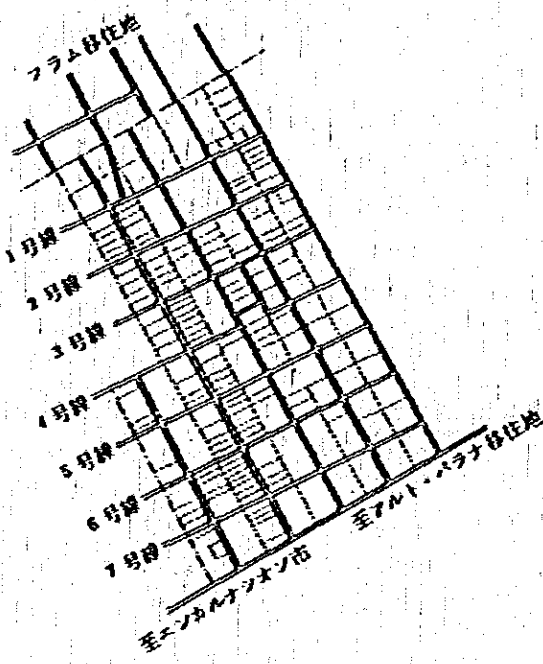 フラム移住地
1号線
2号線
3号線
4号線
5号線
6号線
7号線
至アルト・パラナ移住地
至エンカルナシオン市